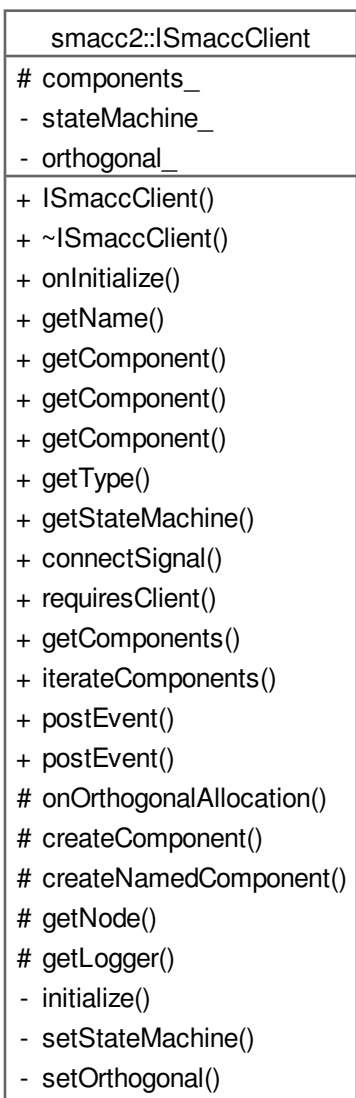 smacc2::ISmaccClient
# components_
- stateMachine_
- orthogonal_
+ ISmaccClient()
+ ~ISmaccClient()
+ onInitialize()
+ getName()
+ getComponent()
+ getComponent()
+ getComponent()
+ getType()
+ getStateMachine()
+ connectSignal()
+ requiresClient()
+ getComponents()
+ iterateComponents()
+ postEvent()
+ postEvent()
# onOrthogonalAllocation()
# createComponent()
# createNamedComponent()
# getNode()
# getLogger()
- initialize()
- setStateMachine()
- setOrthogonal()